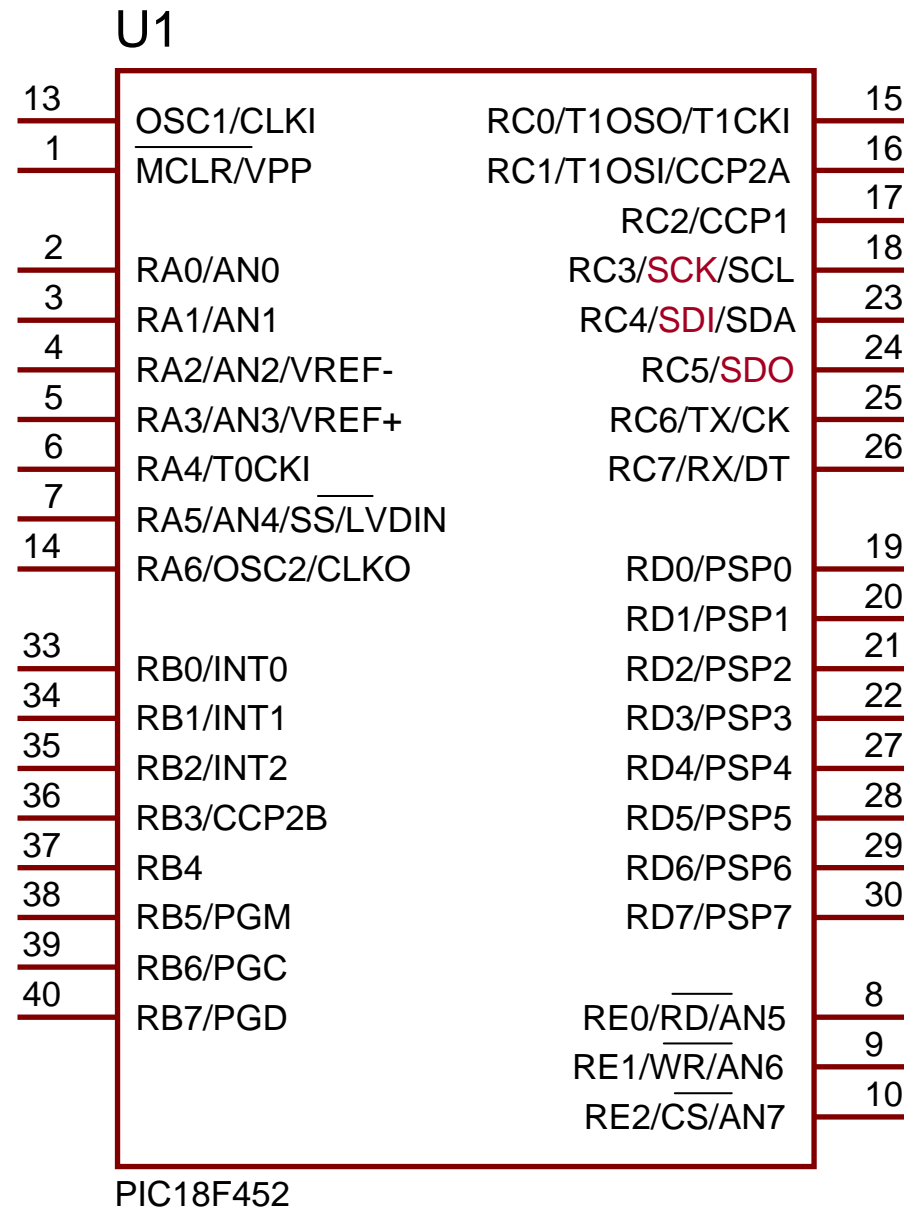 U1
13 OSC1/CLKI RC0/T1OSO/T1CKI 15
1 MCLR/VPP RC1/T1OSI/CCP2A 16
RC2/CCP1 17
2 RA0/AN0 RC3/SCK/SCL 18
3 RA1/AN1 RC4/SDI/SDA 23
4 RA2/AN2/VREF- RC5/SDO 24
5 RA3/AN3/VREF+ RC6/TX/CK 25
6 RA4/T0CKI RC7/RX/DT 26
7 RA5/AN4/SS/LVDIN
14 RA6/OSC2/CLKO RD0/PSP0 19
RD1/PSP1 20
33 RB0/INT0 RD2/PSP2 21
34 RB1/INT1 RD3/PSP3 22
35 RB2/INT2 RD4/PSP4 27
36 RB3/CCP2B RD5/PSP5 28
37 RB4 RD6/PSP6 29
38 RB5/PGM RD7/PSP7 30
39 RB6/PGC
40 RB7/PGD RE0/RD/AN5 8
RE1/WR/AN6 9
RE2/CS/AN7 10
PIC18F452